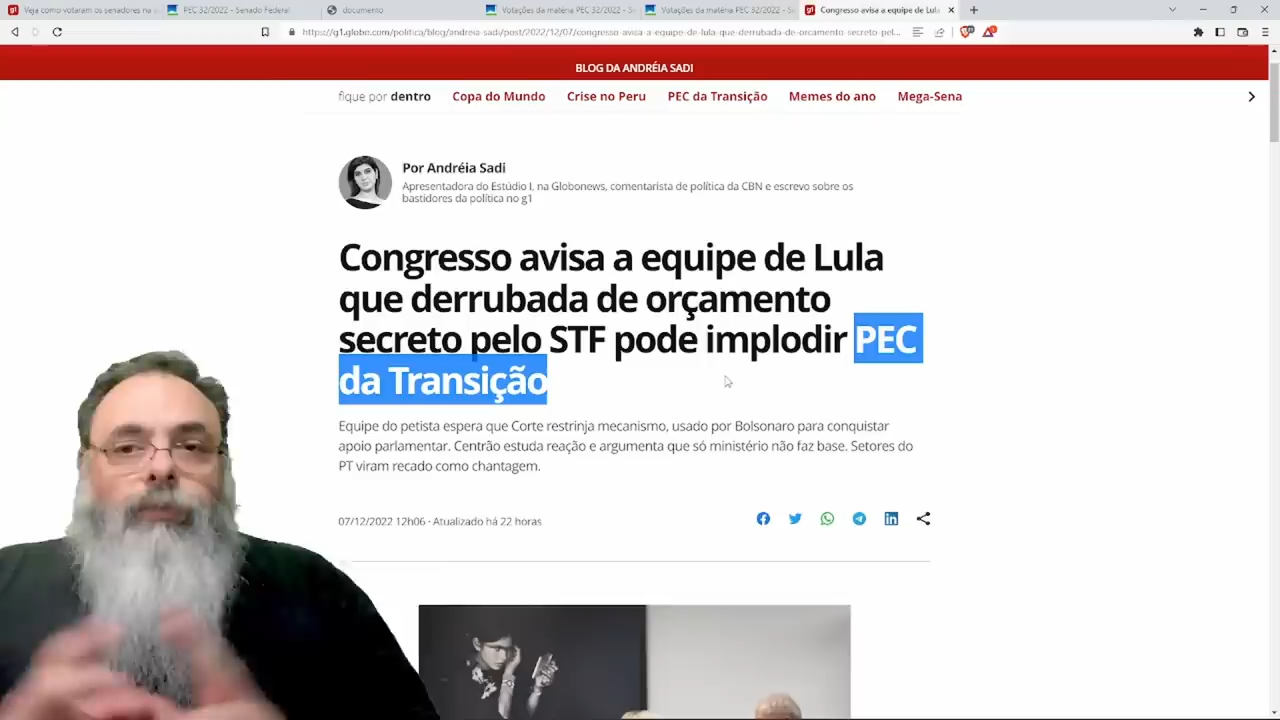 Veja como votaram os senadores na
PEC 32/2022 - Senado Federal
documento
Votações da matéria PEC 32/2022 - Se
Votações da matéria PEC 32/2022 - Se
Congresso avisa a equipe de Lula
https://g1.globo.com/politica/blog/andreia-sadi/post/2022/12/07/congresso-avisa-a-equipe-de-lula-que-derrubada-de-orcamento-secreto-pel...
BLOG DA ANDRÉIA SADI
fique por dentro
Copa do Mundo
Crise no Peru
PEC da Transição
Memes do ano
Mega-Sena
Por Andréia Sadi
Apresentadora do Estúdio I, na Globonews, comentarista de política da CBN e escrevo sobre os
bastidores da política no g1
Congresso avisa a equipe de Lula
que derrubada de orçamento
secreto pelo STF pode implodir PEC
da Transição
Equipe do petista espera que Corte restrinja mecanismo, usado por Bolsonaro para conquistar
apoio parlamentar. Centrão estuda reação e argumenta que só ministério não faz base. Setores do
PT viram recado como chantagem.
07/12/2022 12h06 · Atualizado há 22 horas